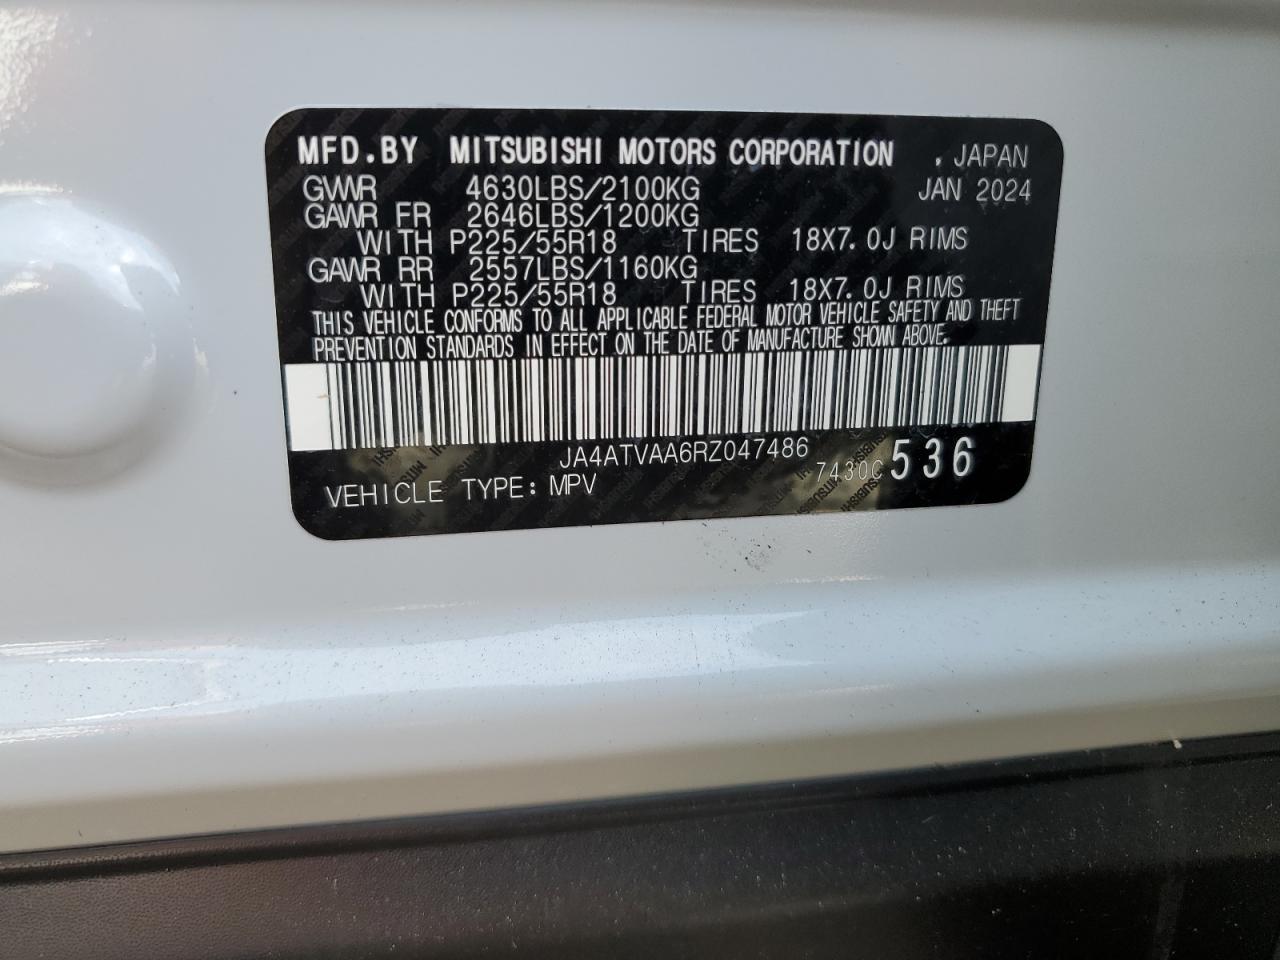 MFD.BY MITSUBISHI MOTORS CORPORATION . JAPAN
GVWR 4630LBS/2100KG JAN 2024
GAWR FR 2646LBS/1200KG
WITH P225/55R18 TIRES 18X7.0J RIMS
GAWR RR 2557LBS/1160KG
WITH P225/55R18 TIRES 18X7.0J RIMS
THIS VEHICLE CONFORMS TO ALL APPLICABLE FEDERAL MOTOR VEHICLE SAFETY AND THEFT
PREVENTION STANDARDS IN EFFECT ON THE DATE OF MANUFACTURE SHOWN ABOVE.
JA4ATVAA6RZ047486 7430C 536
VEHICLE TYPE: MPV